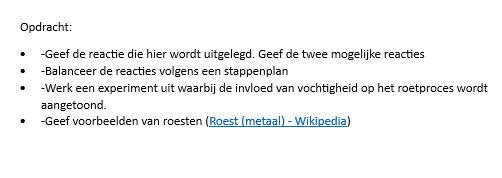 Opdracht:
• -Geef de reactie die hier wordt uitgelegd. Geef de twee mogelijke reacties
• -Balanceer de reacties volgens een stappenplan
• -Werk een experiment uit waarbij de invloed van vochtigheid op het roetproces wordt
aangetoond.
• -Geef voorbeelden van roesten (Roest (metaal) - Wikipedia)